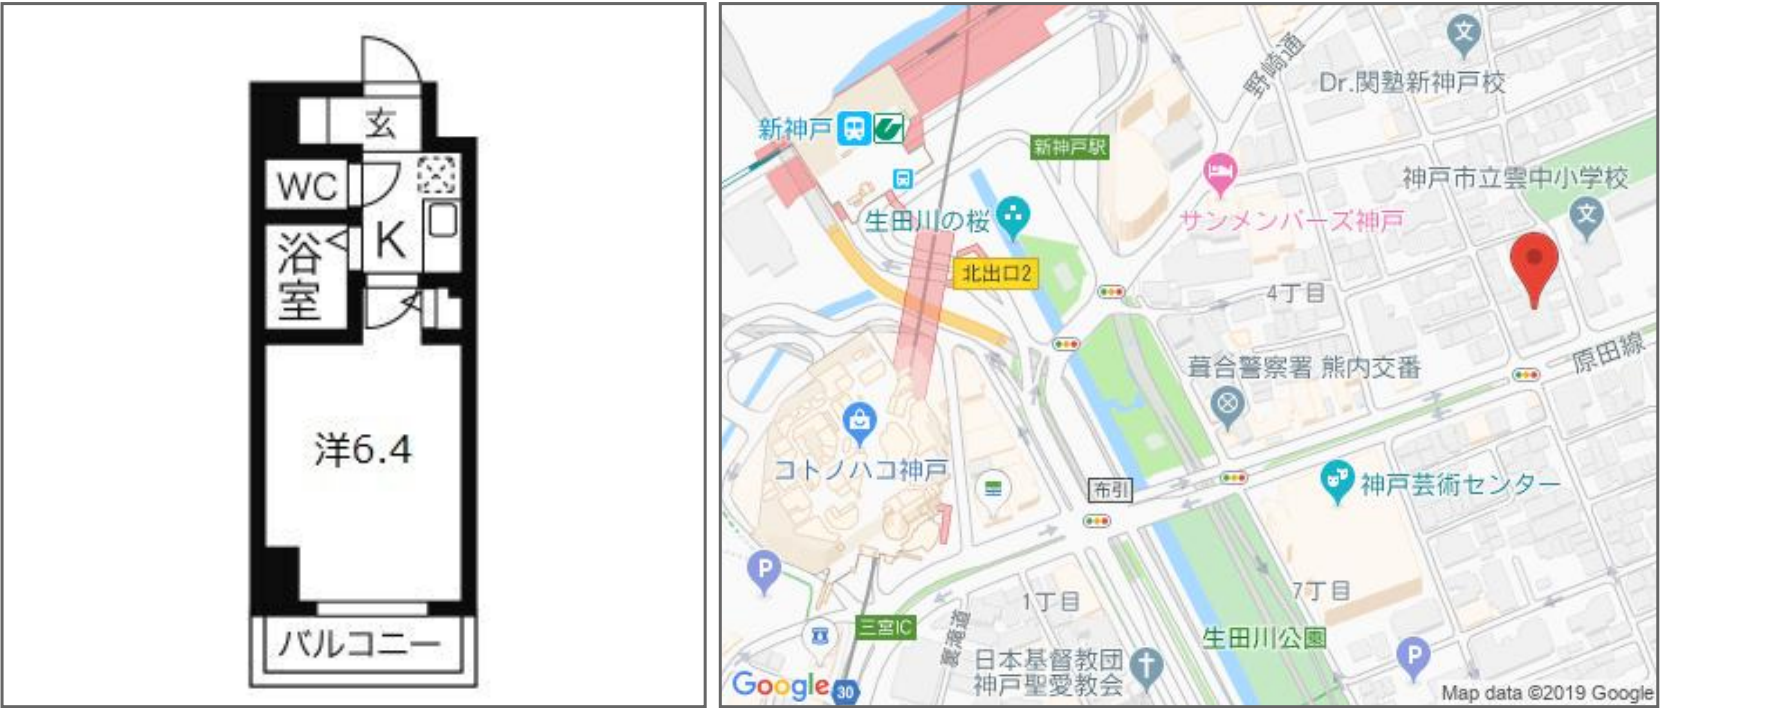 玄
WC
K
浴
室
洋6.4
バルコニー
野崎通
Dr.関塾新神戸校
新神戸
新神戸駅
神戸市立雲中小学校
生田川の桜
サンメンバーズ神戸
北出口2
4丁目
葺合警察署 熊内交番
原田線
コトノハコ神戸
布引
神戸芸術センター
P
7丁目
1丁目
三宮IC
裏滝道
生田川公園
日本基督教団
神戸聖愛教会
P
Google
30
Map data ©2019 Google
文
文